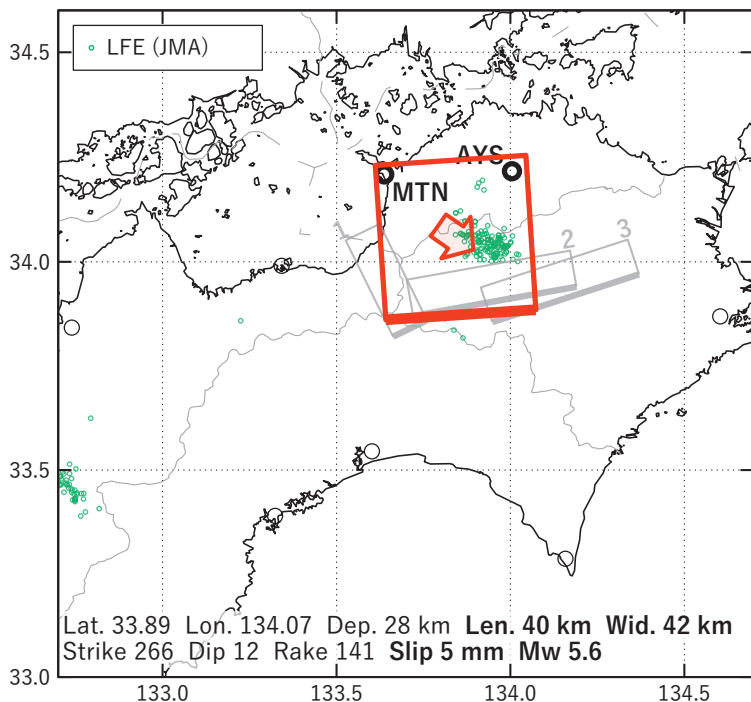 34.5
LFE (JMA)
AYS
MTN
1
2
3
34.0
33.5
Lat. 33.89 Lon. 134.07 Dep. 28 km Len. 40 km Wid. 42 km
Strike 266 Dip 12 Rake 141 Slip 5 mm Mw 5.6
33.0
133.0 133.5 134.0 134.5